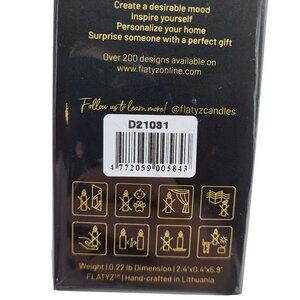 Create a desirable mood
Inspire yourself
Personalize your home
Surprise someone with a perfect gift
Over 200 designs available on
www.flatyzonline.com
Follow us to learn more! @flatyzcandles
D21081
4 772059 005843
Weight | 0.22 lb Dimension | 2.4"x0.4"x5.9"
FLATYZ™ | Hand-crafted in Lithuania